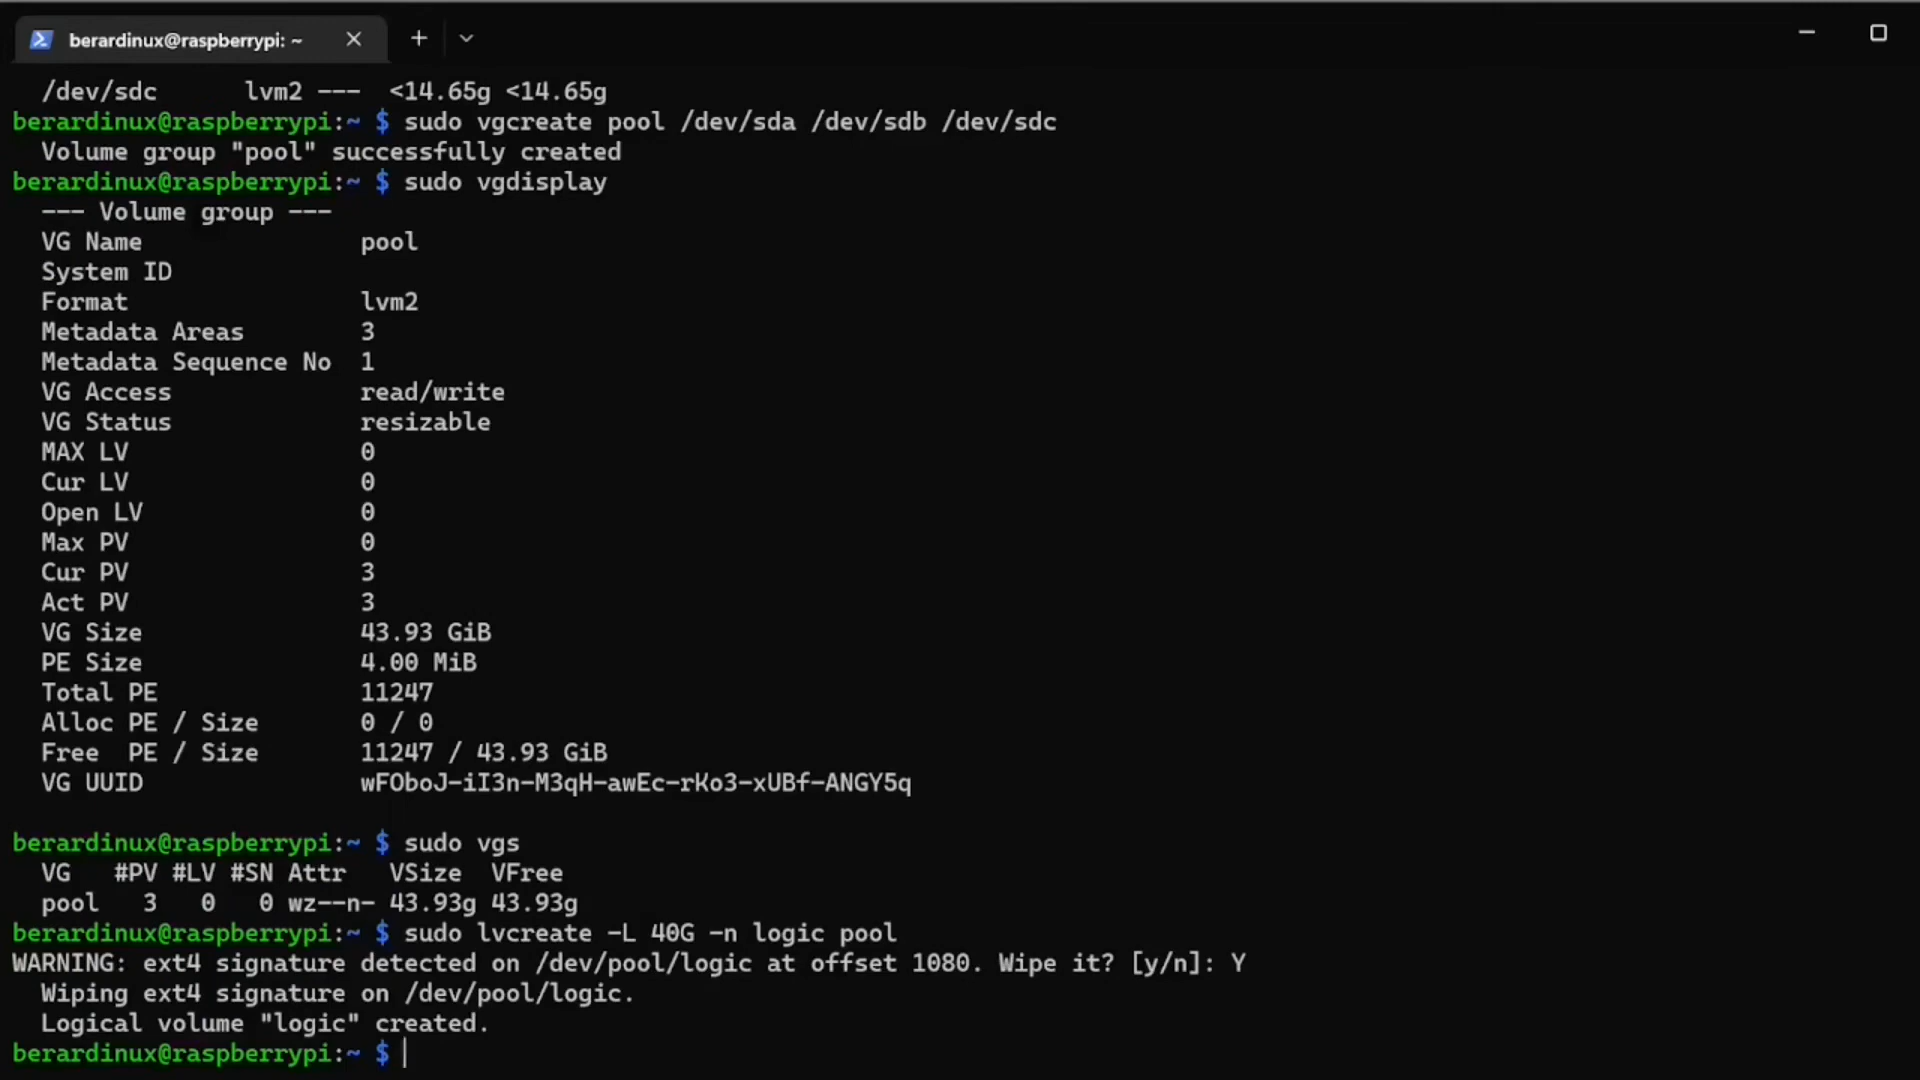 berardinux@raspberrypi: ~
/dev/sdc lvm2 --- <14.65g <14.65g
berardinux@raspberrypi:~ $ sudo vgcreate pool /dev/sda /dev/sdb /dev/sdc
Volume group "pool" successfully created
berardinux@raspberrypi:~ $ sudo vgdisplay
--- Volume group ---
VG Name pool
System ID
Format lvm2
Metadata Areas 3
Metadata Sequence No 1
VG Access read/write
VG Status resizable
MAX LV 0
Cur LV 0
Open LV 0
Max PV 0
Cur PV 3
Act PV 3
VG Size 43.93 GiB
PE Size 4.00 MiB
Total PE 11247
Alloc PE / Size 0 / 0
Free PE / Size 11247 / 43.93 GiB
VG UUID wFOboJ-iI3n-M3qH-awEc-rKo3-xUBf-ANGY5q
berardinux@raspberrypi:~ $ sudo vgs
VG #PV #LV #SN Attr VSize VFree
pool 3 0 0 wz--n- 43.93g 43.93g
berardinux@raspberrypi:~ $ sudo lvcreate -L 40G -n logic pool
WARNING: ext4 signature detected on /dev/pool/logic at offset 1080. Wipe it? [y/n]: Y
Wiping ext4 signature on /dev/pool/logic.
Logical volume "logic" created.
berardinux@raspberrypi:~ $